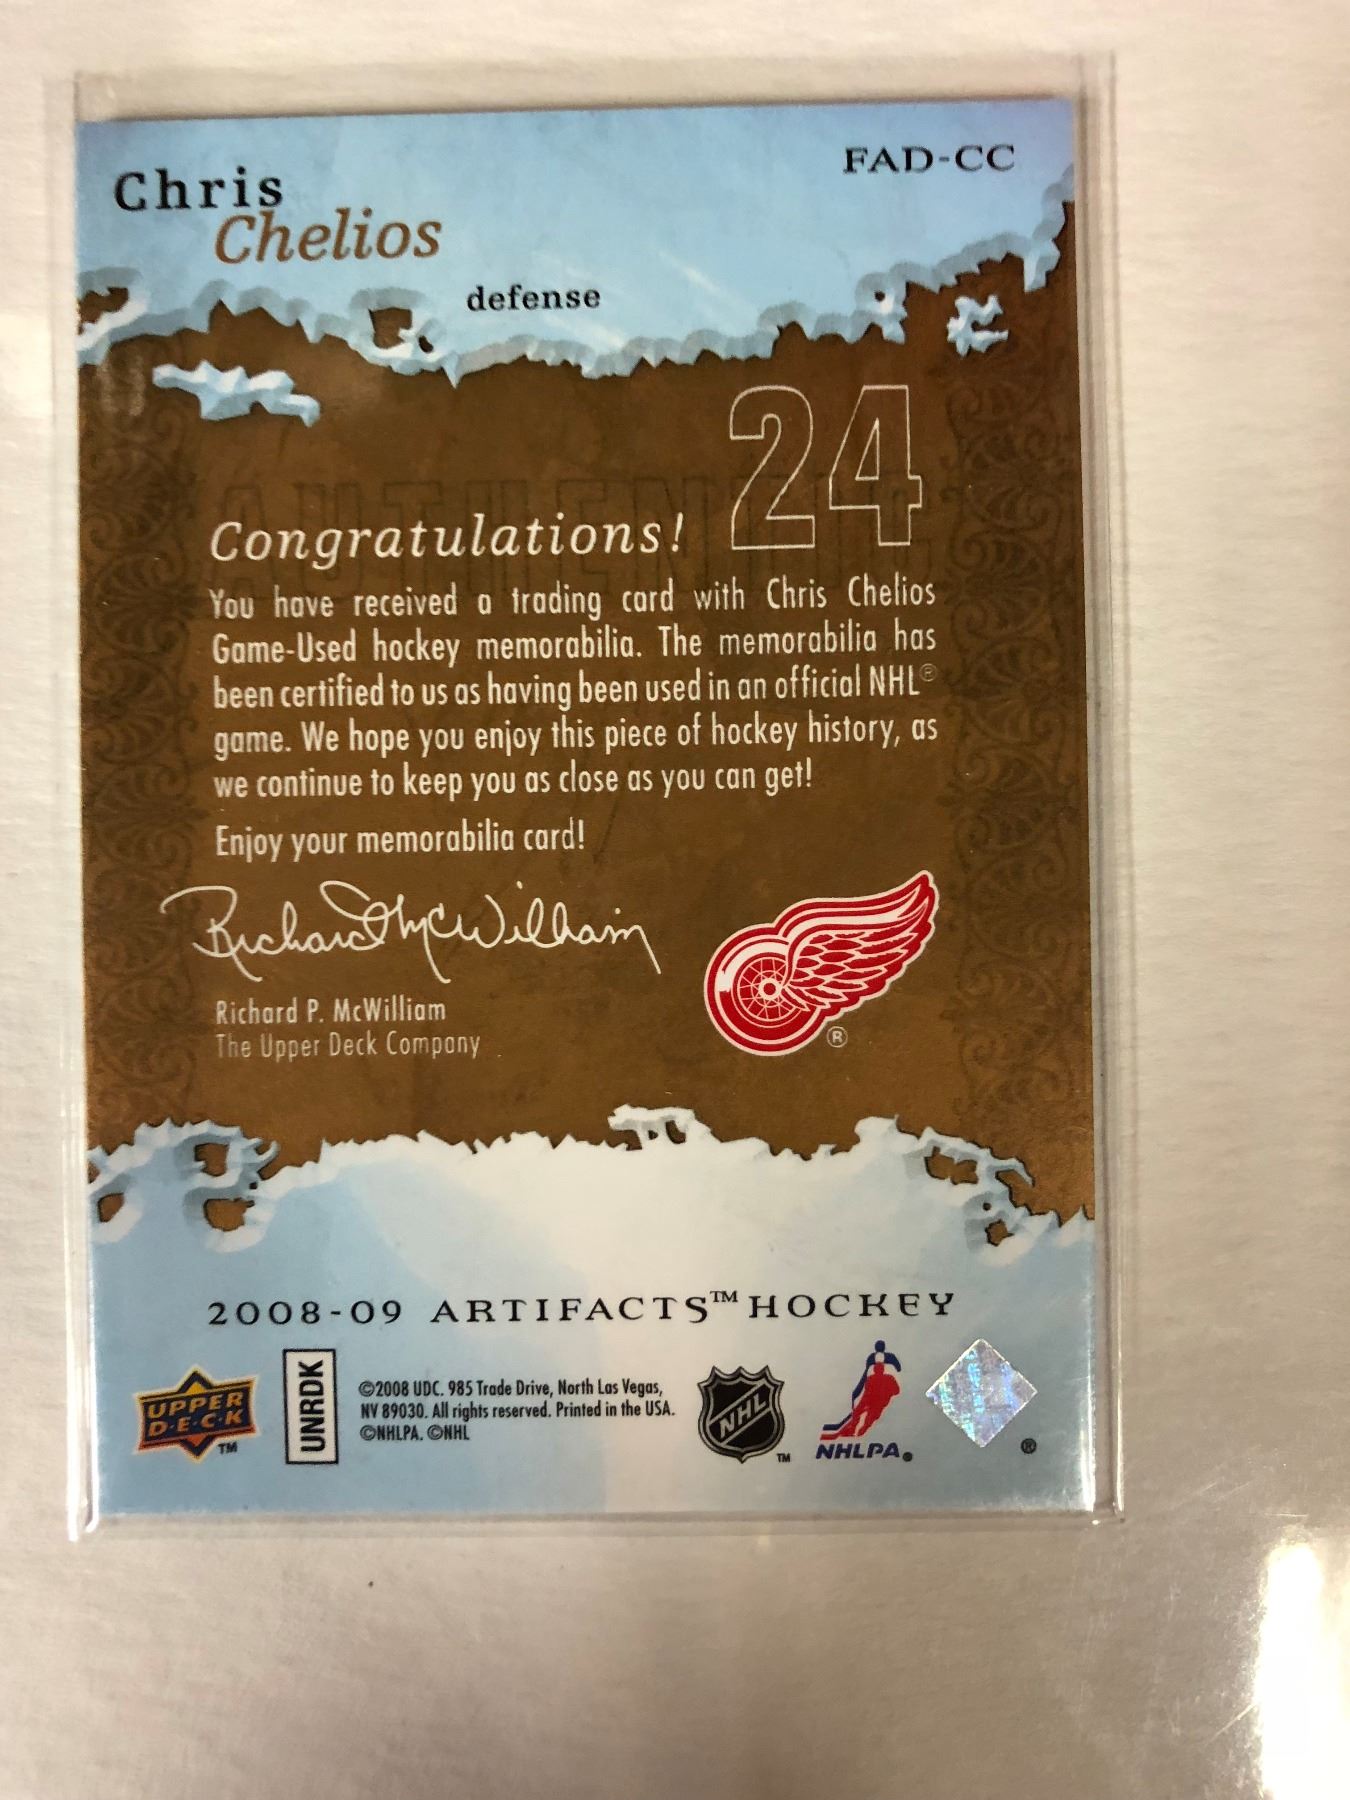 FAD-CC
Chris
Chelios
defense
24
AUTHENTIC
Congratulations!
You have received a trading card with Chris Chelios
Game-Used hockey memorabilia. The memorabilia has
been certified to us as having been used in an official NHL®
game. We hope you enjoy this piece of hockey history, as
we continue to keep you as close as you can get!
Enjoy your memorabilia card!
Richard McWilliam
Richard P. McWilliam
The Upper Deck Company
®
2008-09 ARTIFACTS™ HOCKEY
UPPER
D·E·C·K
™
UNRDK
©2008 UDC. 985 Trade Drive, North Las Vegas,
NV 89030. All rights reserved. Printed in the USA.
©NHLPA. ©NHL
NHL
™
NHLPA®
®